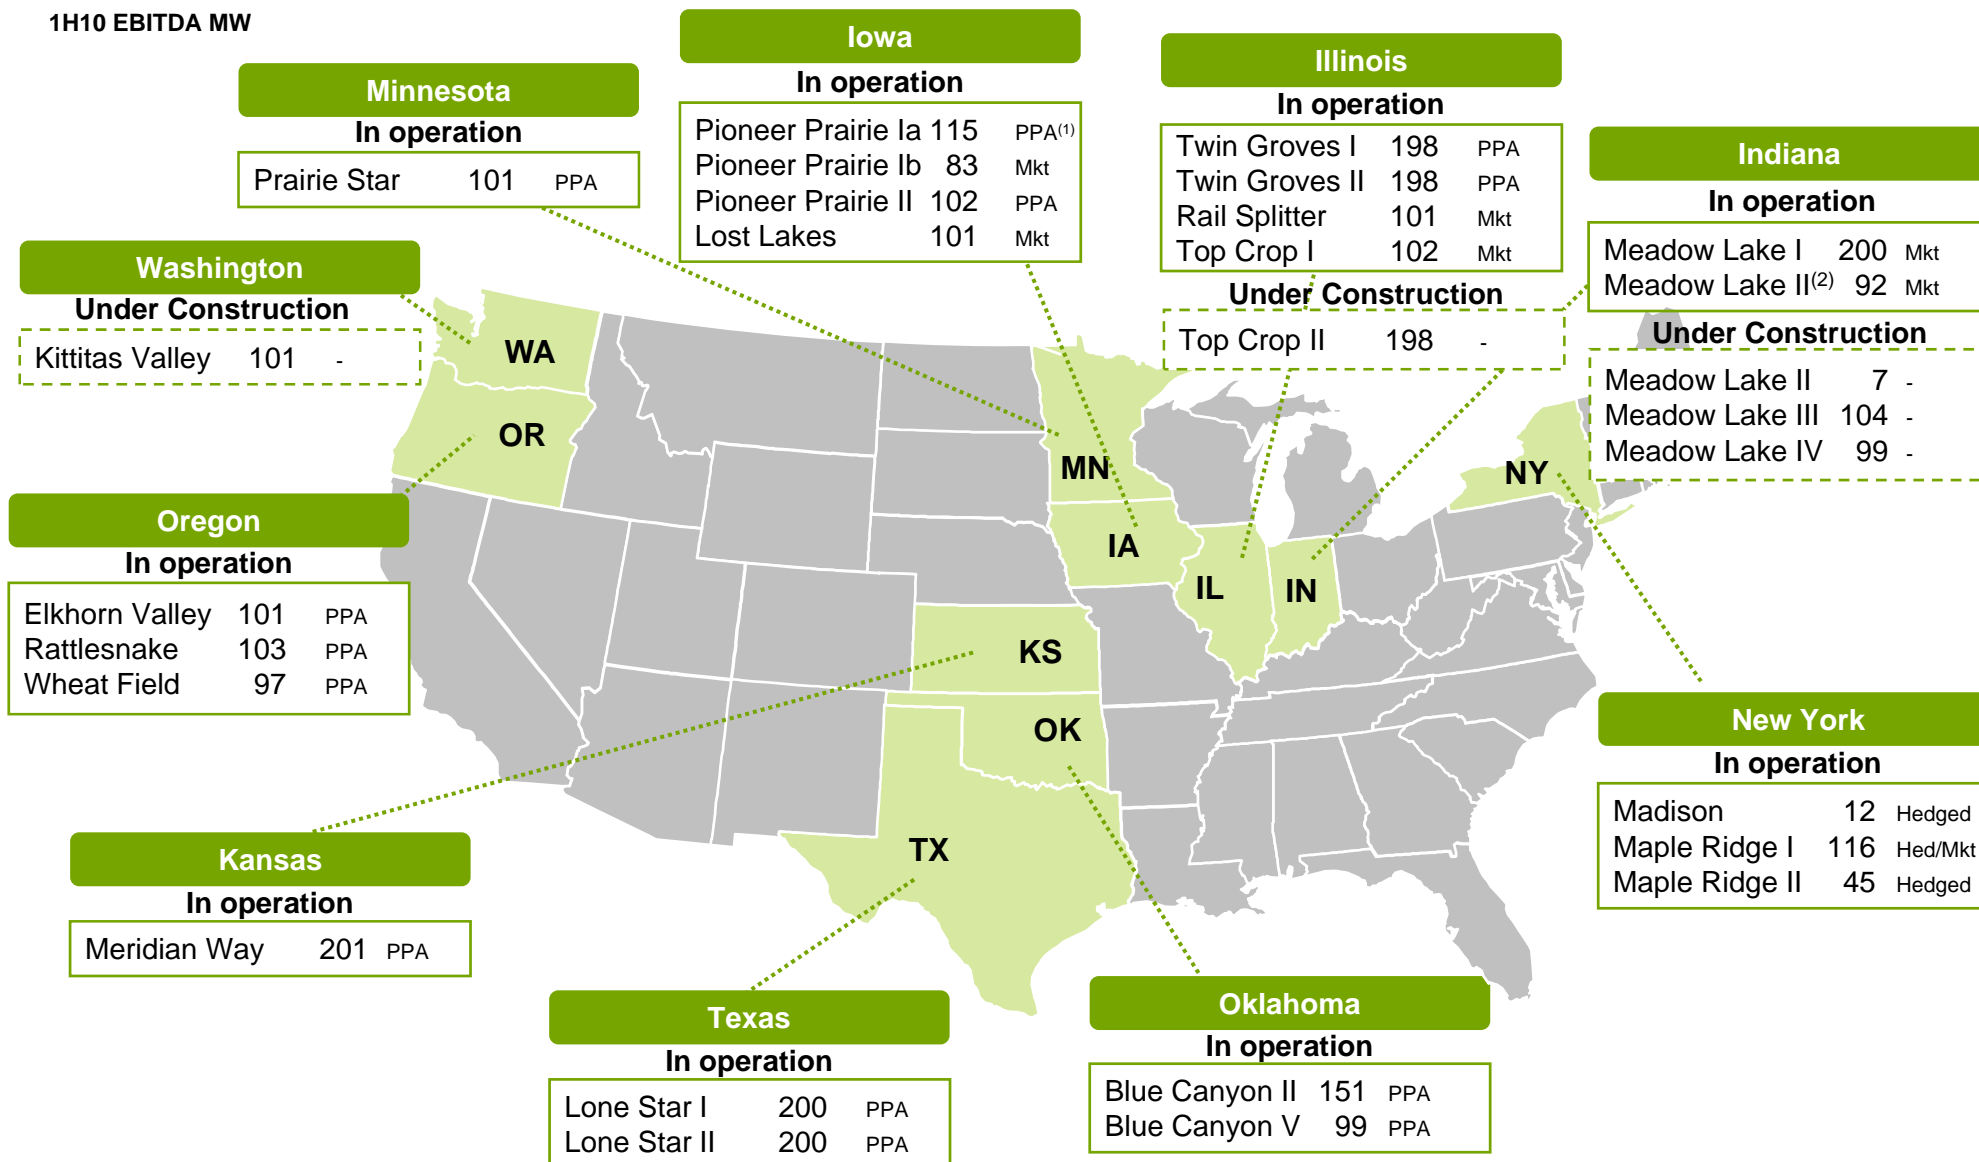 1H10 EBITDA MW
Minnesota
In operation
Prairie Star 101 PPA
Iowa
In operation
Pioneer Prairie Ia 115 PPA(1)
Pioneer Prairie Ib 83 Mkt
Pioneer Prairie II 102 PPA
Lost Lakes 101 Mkt
Illinois
In operation
Twin Groves I 198 PPA
Twin Groves II 198 PPA
Rail Splitter 101 Mkt
Top Crop I 102 Mkt
Under Construction
Top Crop II 198 -
Indiana
In operation
Meadow Lake I 200 Mkt
Meadow Lake II(2) 92 Mkt
Under Construction
Meadow Lake II 7 -
Meadow Lake III 104 -
Meadow Lake IV 99 -
Washington
Under Construction
Kittitas Valley 101 -
WA
OR
MN
IA
IL
IN
NY
KS
OK
TX
Oregon
In operation
Elkhorn Valley 101 PPA
Rattlesnake 103 PPA
Wheat Field 97 PPA
New York
In operation
Madison 12 Hedged
Maple Ridge I 116 Hed/Mkt
Maple Ridge II 45 Hedged
Kansas
In operation
Meridian Way 201 PPA
Texas
In operation
Lone Star I 200 PPA
Lone Star II 200 PPA
Oklahoma
In operation
Blue Canyon II 151 PPA
Blue Canyon V 99 PPA